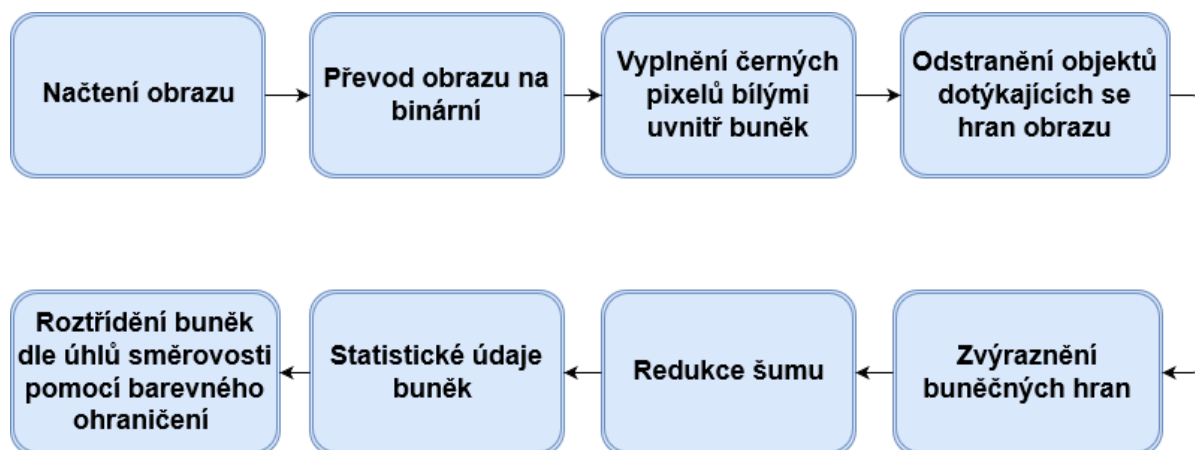 Načtení obrazu
Převod obrazu na
binární
Vyplnění černých
pixelů bílými
uvnitř buněk
Odstranění objektů
dotýkajících se
hran obrazu
Zvýraznění
buněčných hran
Redukce šumu
Statistické údaje
buněk
Roztřídění buněk
dle úhlů směrovosti
pomocí barevného
ohraničení